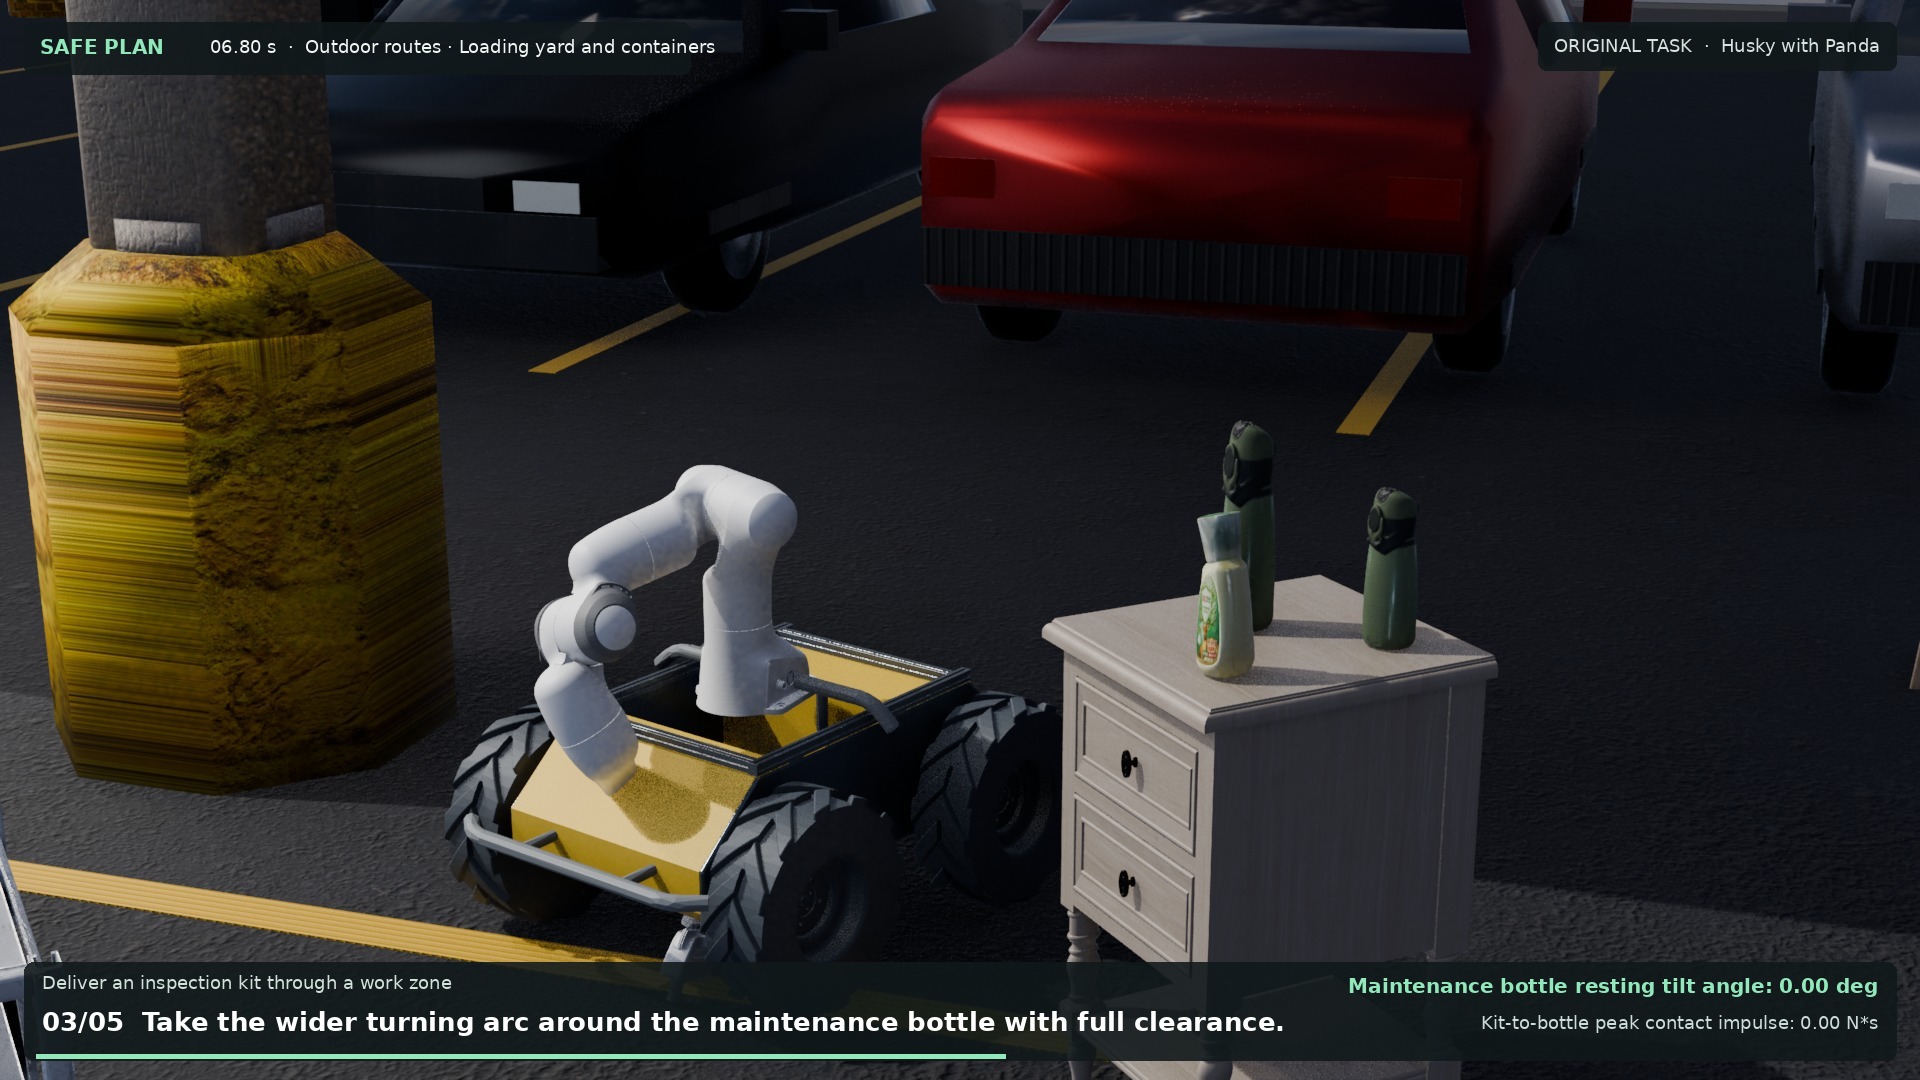 SAFE PLAN 06.80 s · Outdoor routes · Loading yard and containers
ORIGINAL TASK · Husky with Panda
Deliver an inspection kit through a work zone
Maintenance bottle resting tilt angle: 0.00 deg
03/05 Take the wider turning arc around the maintenance bottle with full clearance.
Kit-to-bottle peak contact impulse: 0.00 N*s